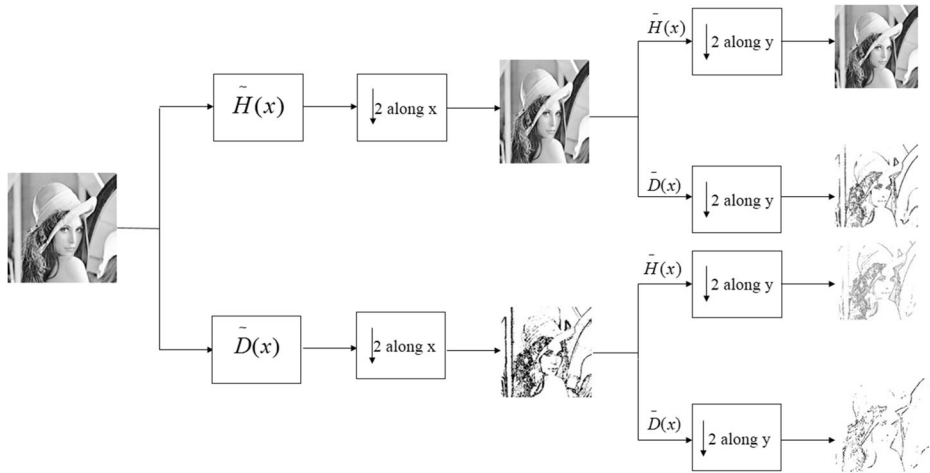 H̄(x)
↓2 along y
H̃(x)
↓2 along x
D̄(x)
↓2 along y
H̄(x)
↓2 along y
D̃(x)
↓2 along x
D̄(x)
↓2 along y